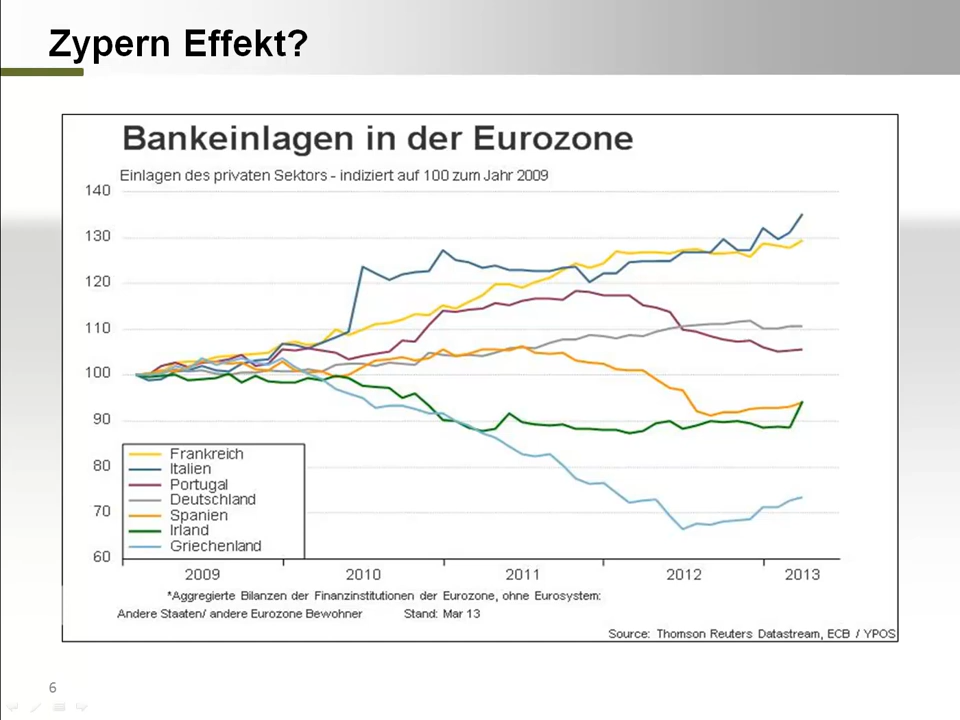 Zypern Effekt?
Bankeinlagen in der Eurozone
Einlagen des privaten Sektors - indiziert auf 100 zum Jahr 2009
140
130
120
110
100
90
80
70
60
Frankreich
Italien
Portugal
Deutschland
Spanien
Irland
Griechenland
2009 2010 2011 2012 2013
*Aggregierte Bilanzen der Finanzinstitutionen der Eurozone, ohne Eurosystem:
Andere Staaten/ andere Eurozone Bewohner Stand: Mar 13
Source: Thomson Reuters Datastream, ECB / YPOS
6